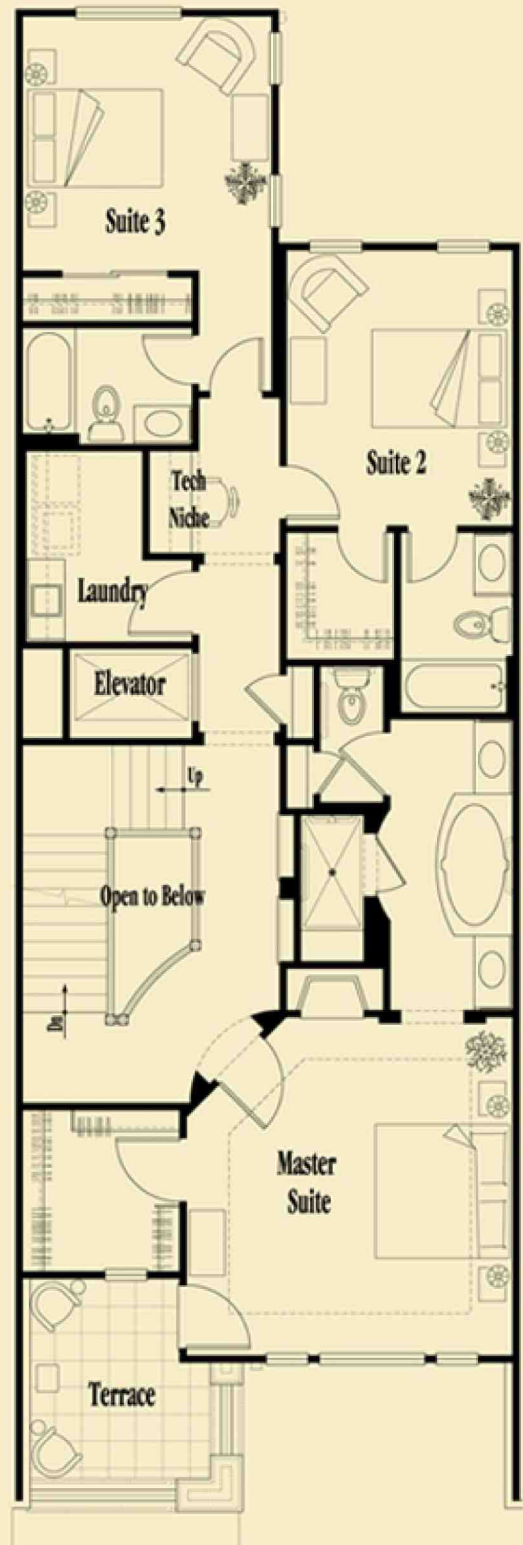 Suite 3
Suite 2
Tech
Niche
Laundry
Elevator
Up
Open to Below
Dn
Master
Suite
Terrace